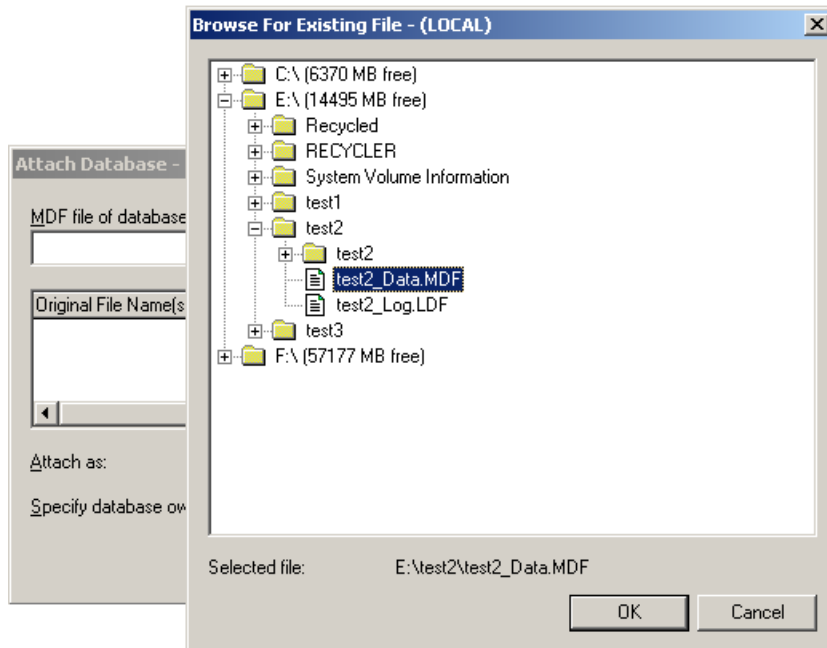 Browse For Existing File - (LOCAL)
C:\ (6370 MB free)
E:\ (14495 MB free)
Recycled
RECYCLER
System Volume Information
test1
test2
test2
test2_Data.MDF
test2_Log.LDF
test3
F:\ (57177 MB free)
Selected file: E:\test2\test2_Data.MDF
OK Cancel
Attach Database -
MDF file of database
Original File Name(s
Attach as:
Specify database ow